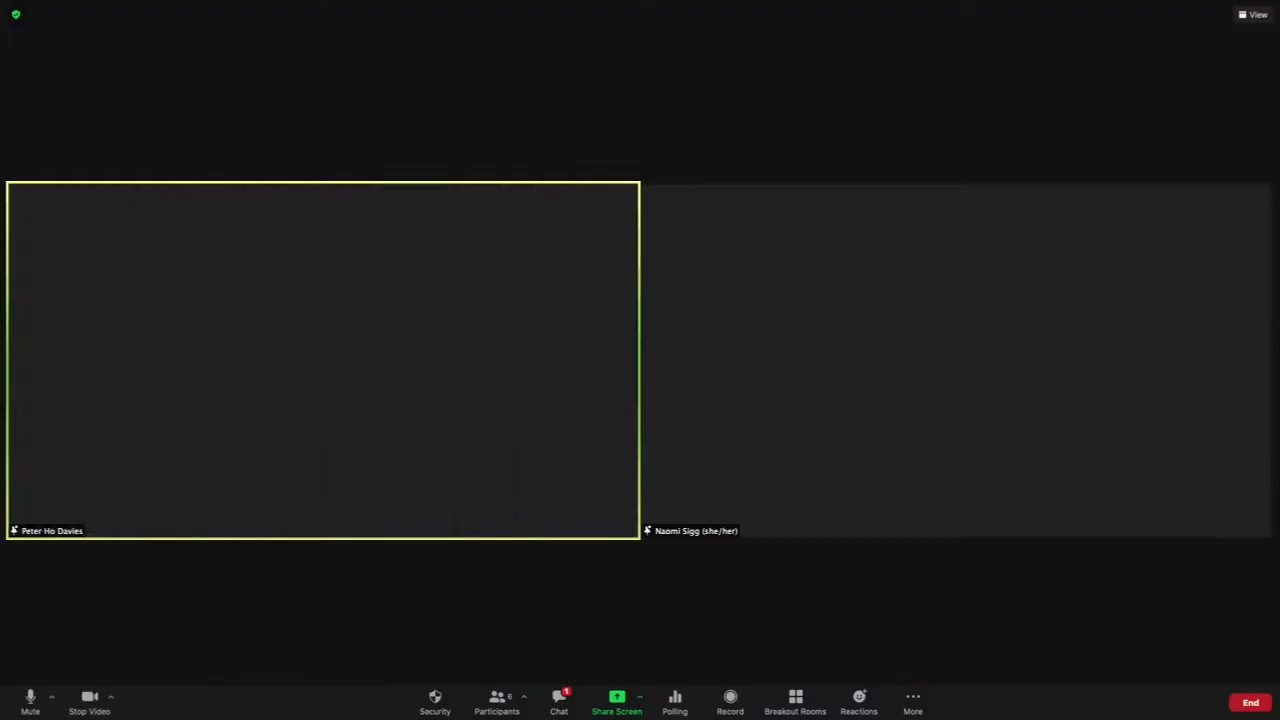 View
Peter Ho Davies
Naomi Sigg (she/her)
Mute
Stop Video
Security
Participants
6
Chat
1
Share Screen
Polling
Record
Breakout Rooms
Reactions
More
End